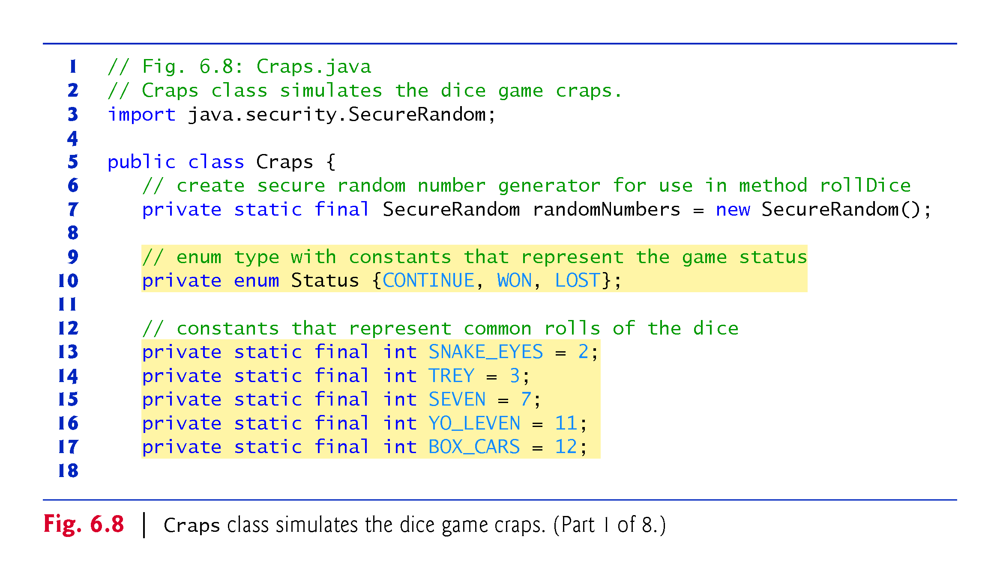 1 // Fig. 6.8: Craps.java
2 // Craps class simulates the dice game craps.
3 import java.security.SecureRandom;
4
5 public class Craps {
6    // create secure random number generator for use in method rollDice
7    private static final SecureRandom randomNumbers = new SecureRandom();
8
9    // enum type with constants that represent the game status
10    private enum Status {CONTINUE, WON, LOST};
11
12    // constants that represent common rolls of the dice
13    private static final int SNAKE_EYES = 2;
14    private static final int TREY = 3;
15    private static final int SEVEN = 7;
16    private static final int YO_LEVEN = 11;
17    private static final int BOX_CARS = 12;
18
Fig. 6.8 | Craps class simulates the dice game craps. (Part 1 of 8.)